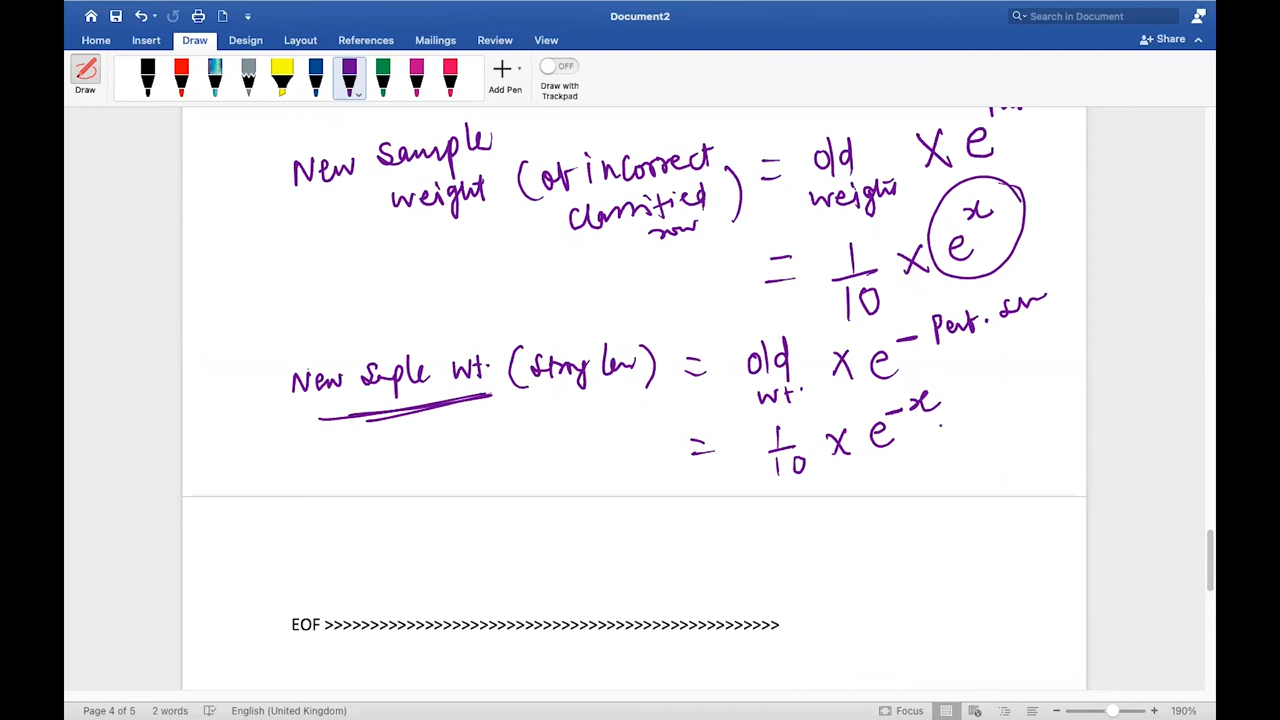 Document2
Search in Document
Home Insert Draw Design Layout References Mailings Review View
Share
Draw
Add Pen
OFF
Draw with Trackpad
New Sample weight (of incorrect classified row) = old weight × e
= 1/10 × e^x
New Sample wt. = old wt. × e^-
= 1/10 × e^-x
EOF >>>>>>>>>>>>>>>>>>>>>>>>>>>>>>>>>>>>>>>>>>>>>>>>>>
Page 4 of 5 2 words English (United Kingdom) Focus 190%